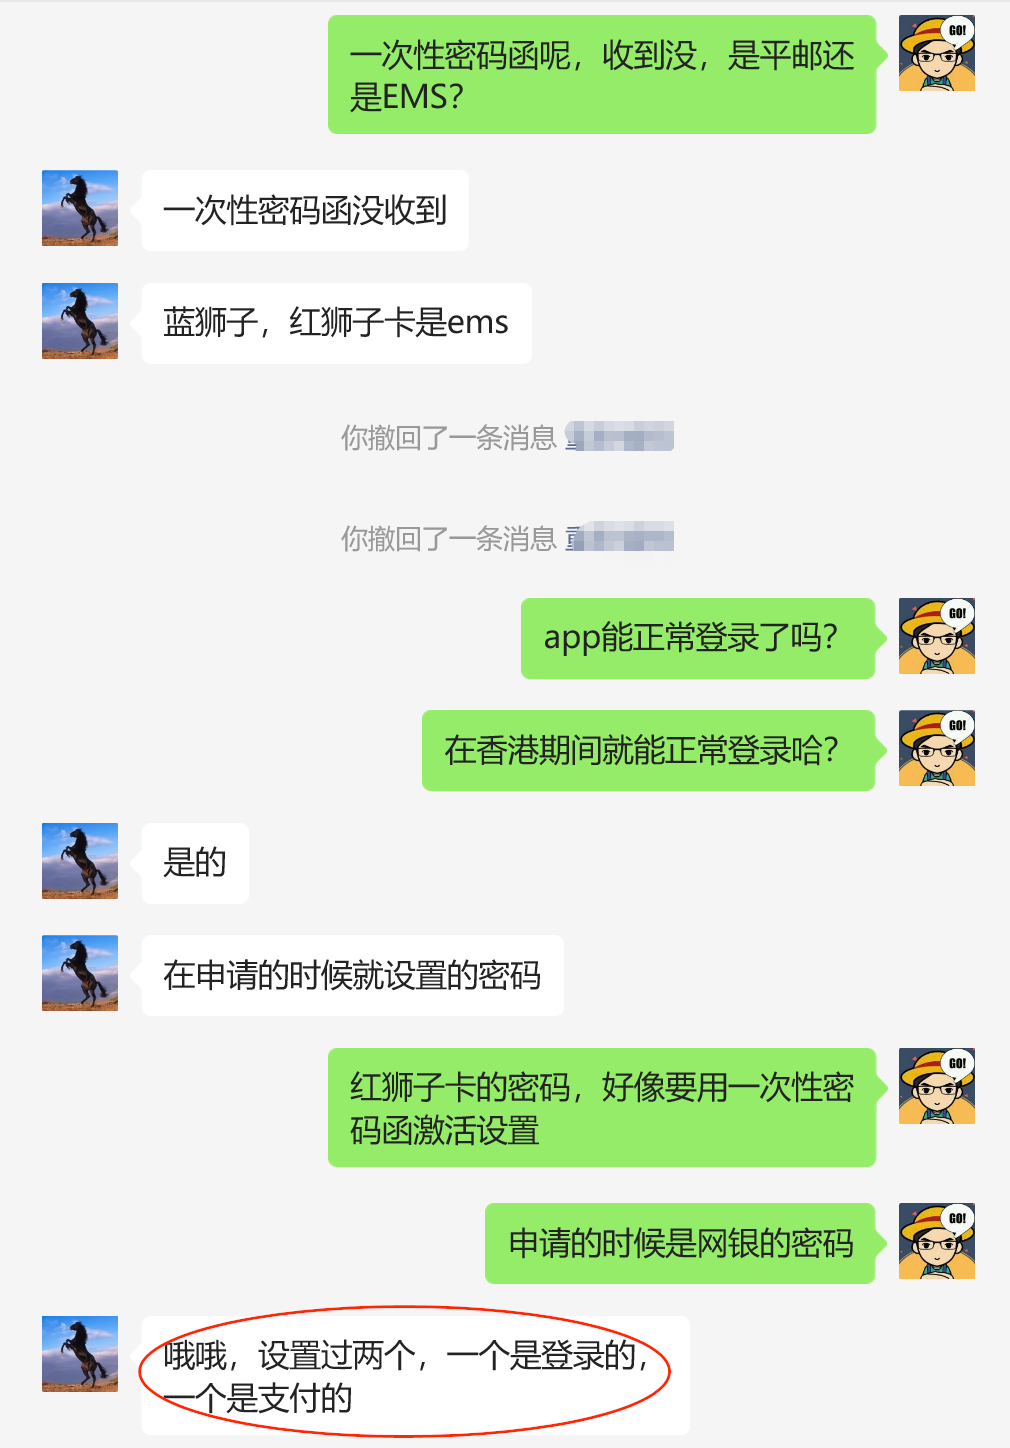 GO!
一次性密码函呢，收到没，是平邮还
是EMS？
一次性密码函没收到
蓝狮子，红狮子卡是ems
你撤回了一条消息
你撤回了一条消息
GO!
app能正常登录了吗？
GO!
在香港期间就能正常登录哈？
是的
在申请的时候就设置的密码
GO!
红狮子卡的密码，好像要用一次性密
码函激活设置
GO!
申请的时候是网银的密码
哦哦，设置过两个，一个是登录的，
一个是支付的